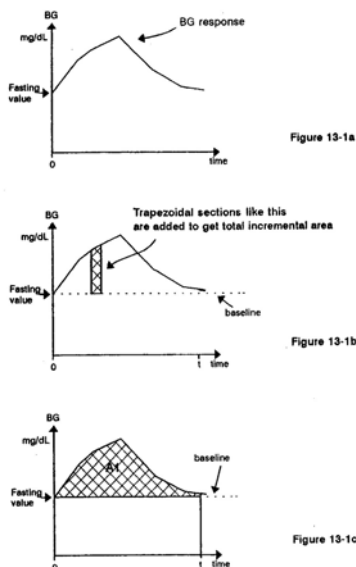 BG
mg/dL
BG response
Fasting
value
0
time
Figure 13-1a
BG
mg/dL
Trapezoidal sections like this
are added to get total incremental area
Fasting
value
baseline
0
t
time
Figure 13-1b
BG
mg/dL
A1
baseline
Fasting
value
0
t
time
Figure 13-1c